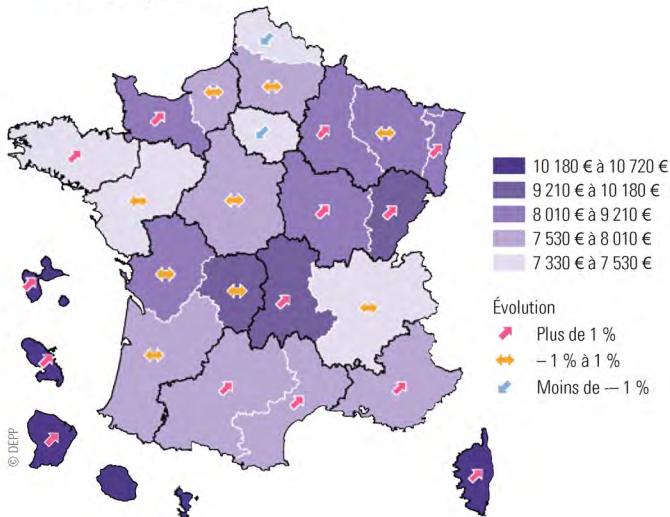 10 180 € à 10 720 €
9 210 € à 10 180 €
8 010 € à 9 210 €
7 530 € à 8 010 €
7 330 € à 7 530 €
Évolution
Plus de 1 %
– 1 % à 1 %
Moins de –– 1 %
© DEPP